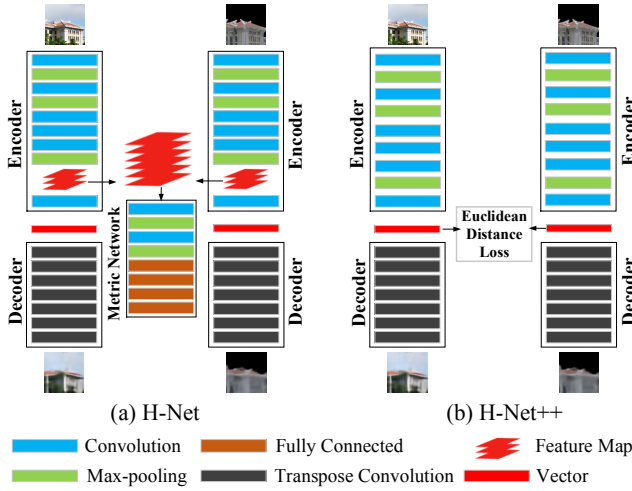 Encoder
Encoder
Encoder
Encoder
Metric Network
Euclidean
Distance
Loss
Decoder
Decoder
Decoder
Decoder
(a) H-Net
(b) H-Net++
Convolution
Fully Connected
Feature Map
Max-pooling
Transpose Convolution
Vector